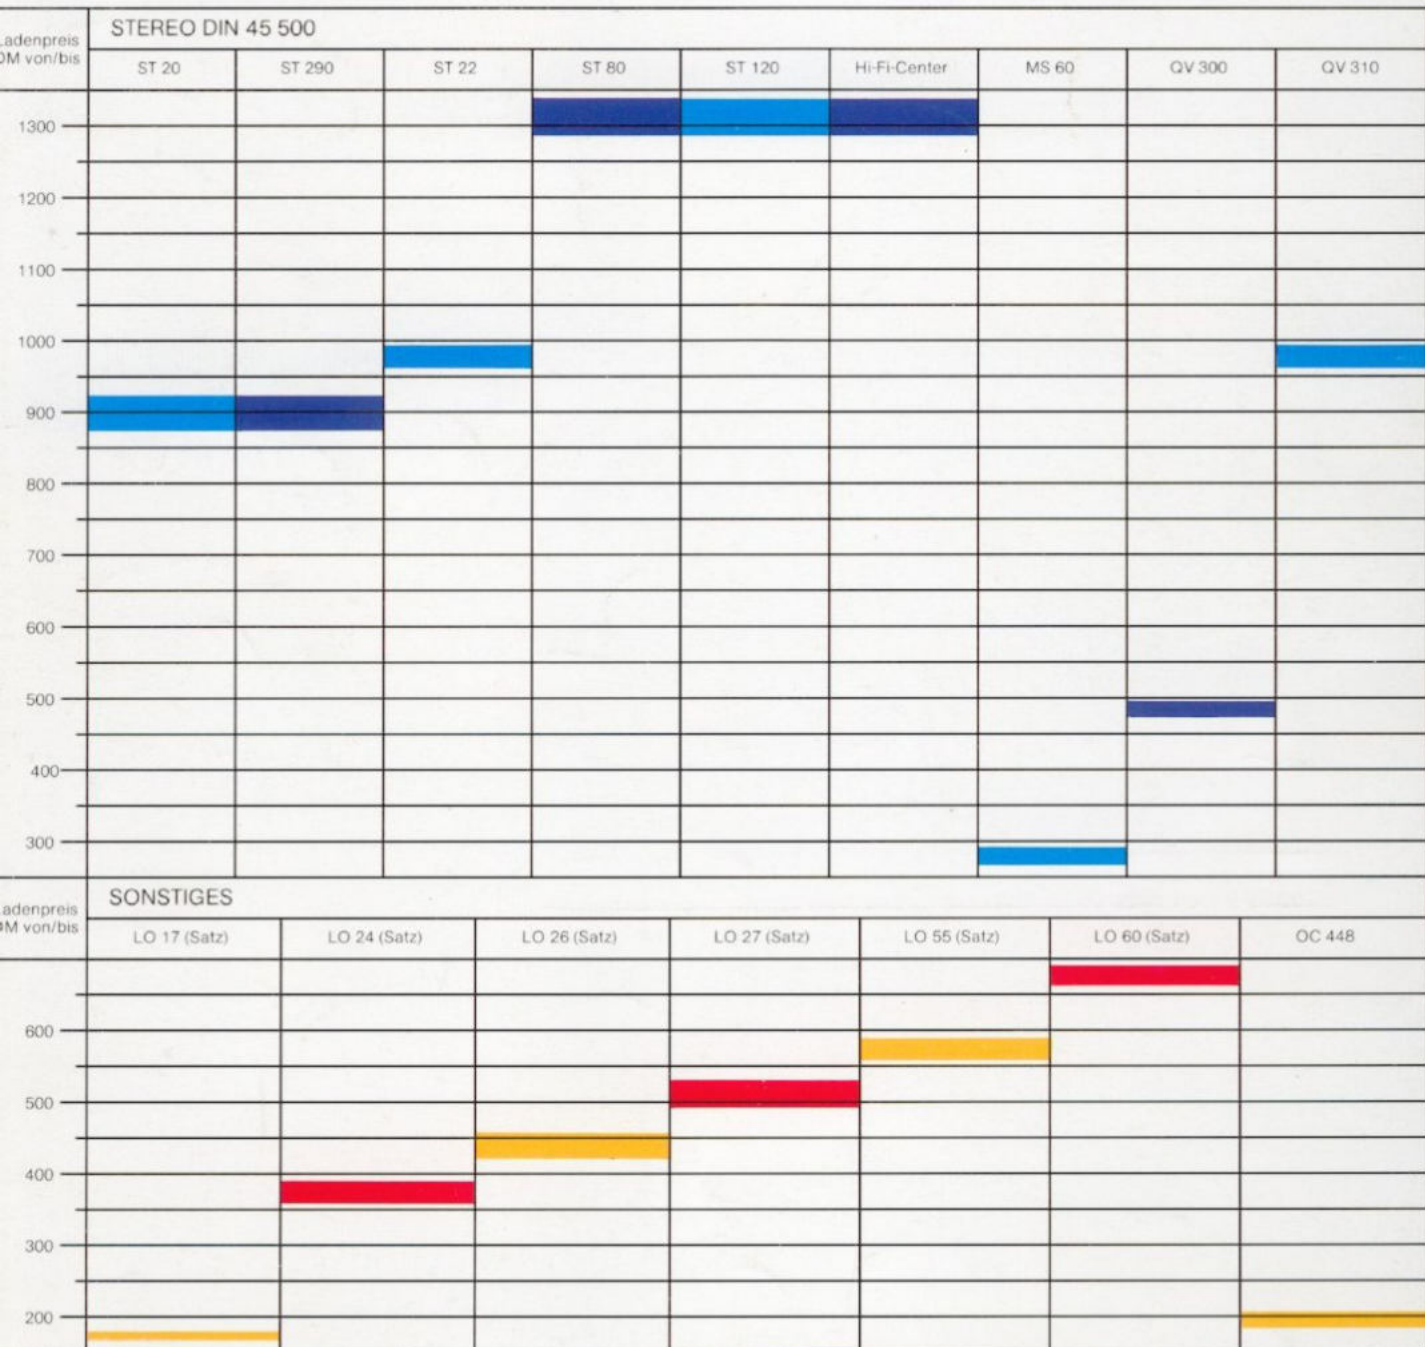 STEREO DIN 45 500
Ladenpreis
DM von/bis
ST 20 ST 290 ST 22 ST 80 ST 120 Hi-Fi-Center MS 60 QV 300 QV 310
1300
1200
1100
1000
900
800
700
600
500
400
300
SONSTIGES
Ladenpreis
DM von/bis
LO 17 (Satz) LO 24 (Satz) LO 26 (Satz) LO 27 (Satz) LO 55 (Satz) LO 60 (Satz) OC 448
600
500
400
300
200